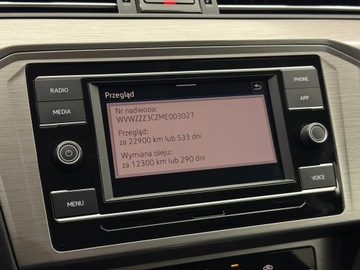 RADIO
MEDIA
MENU
Przegląd
Nr nadwozia:
WVWZZZ3CZME003027
Przegląd:
za 22900 km lub 533 dni
Wymiana oleju:
za 12300 km lub 290 dni
PHONE
APP
VOICE